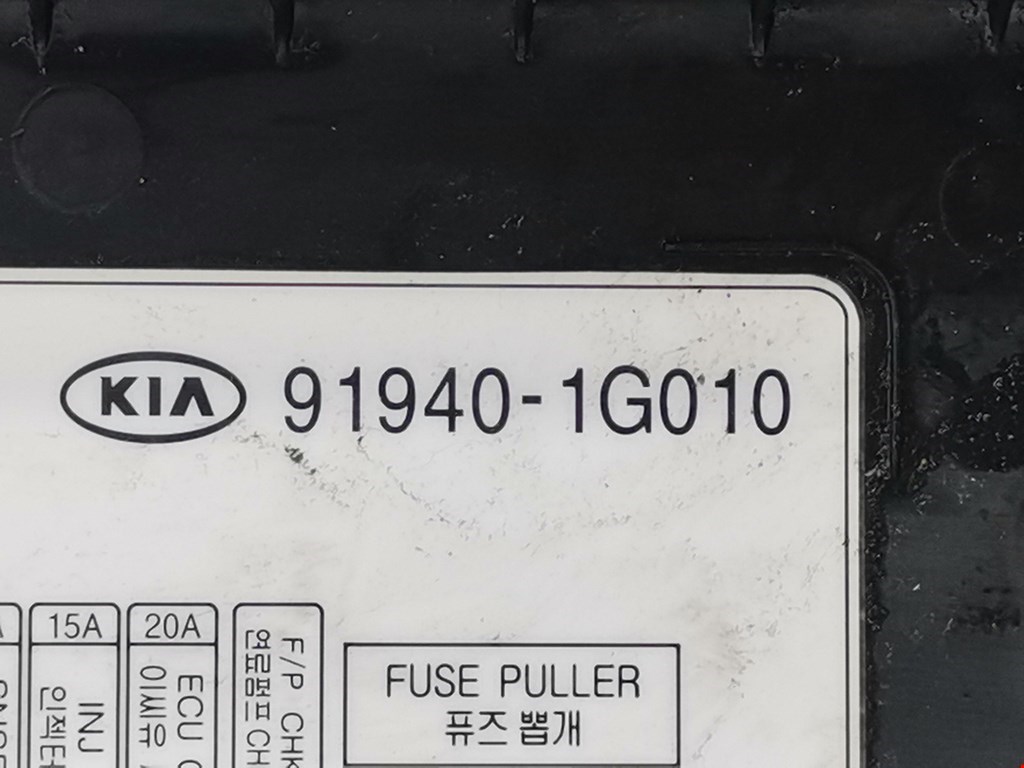 KIA 91940-1G010
15A
INJ
인젝터
20A
ECU
이씨유
F/P CHK
연료펌프
FUSE PULLER
퓨즈 뽑개